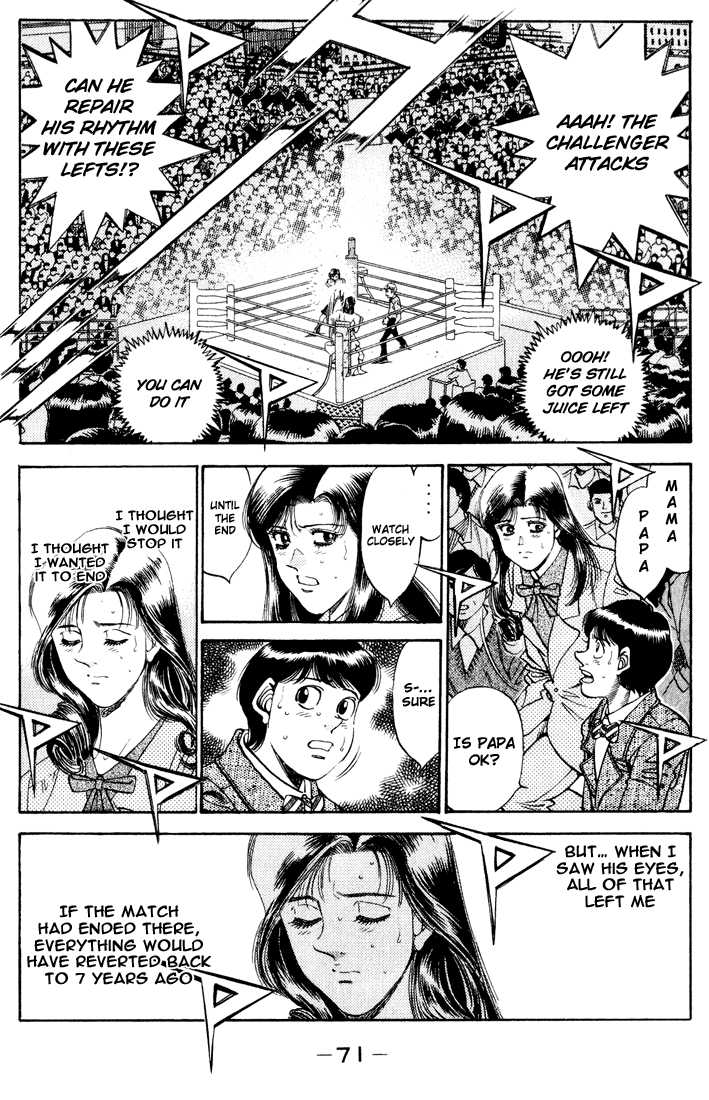 AAAH! THE
CHALLENGER
ATTACKS
CAN HE
REPAIR
HIS RHYTHM
WITH THESE
LEFTS!?
OOOH!
HE'S STILL
GOT SOME
JUICE LEFT
YOU CAN
DO IT
MAMA
PAPA
IS PAPA
OK?
....
WATCH
CLOSELY
UNTIL
THE
END
S-...
SURE
I THOUGHT
I WOULD
STOP IT
I THOUGHT
I WANTED
IT TO END
BUT... WHEN I
SAW HIS EYES,
ALL OF THAT
LEFT ME
IF THE MATCH
HAD ENDED THERE,
EVERYTHING WOULD
HAVE REVERTED BACK
TO 7 YEARS AGO
-71-